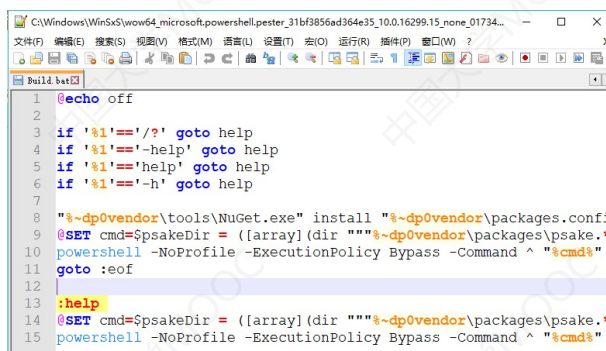 C:\Windows\WinSxS\wow64_microsoft.powershell.pester_31bf3856ad364e35_10.0.16299.15_none_01734...
文件(F) 编辑(E) 搜索(S) 视图(V) 格式(M) 语言(L) 设置(T) 宏(O) 运行(R) 插件(P) 窗口(W) ?
Build.bat
1 @echo off
2
3 if '%1'=='/?' goto help
4 if '%1'=='-help' goto help
5 if '%1'=='help' goto help
6 if '%1'=='-h' goto help
7
8 "%~dp0vendor\tools\NuGet.exe" install "%~dp0vendor\packages.confi
9 @SET cmd=$psakeDir = ([array](dir """%~dp0vendor\packages\psake.*
10 powershell -NoProfile -ExecutionPolicy Bypass -Command ^ "%cmd%"
11 goto :eof
12
13 :help
14 @SET cmd=$psakeDir = ([array](dir """%~dp0vendor\packages\psake.*
15 powershell -NoProfile -ExecutionPolicy Bypass -Command ^ "%cmd%"